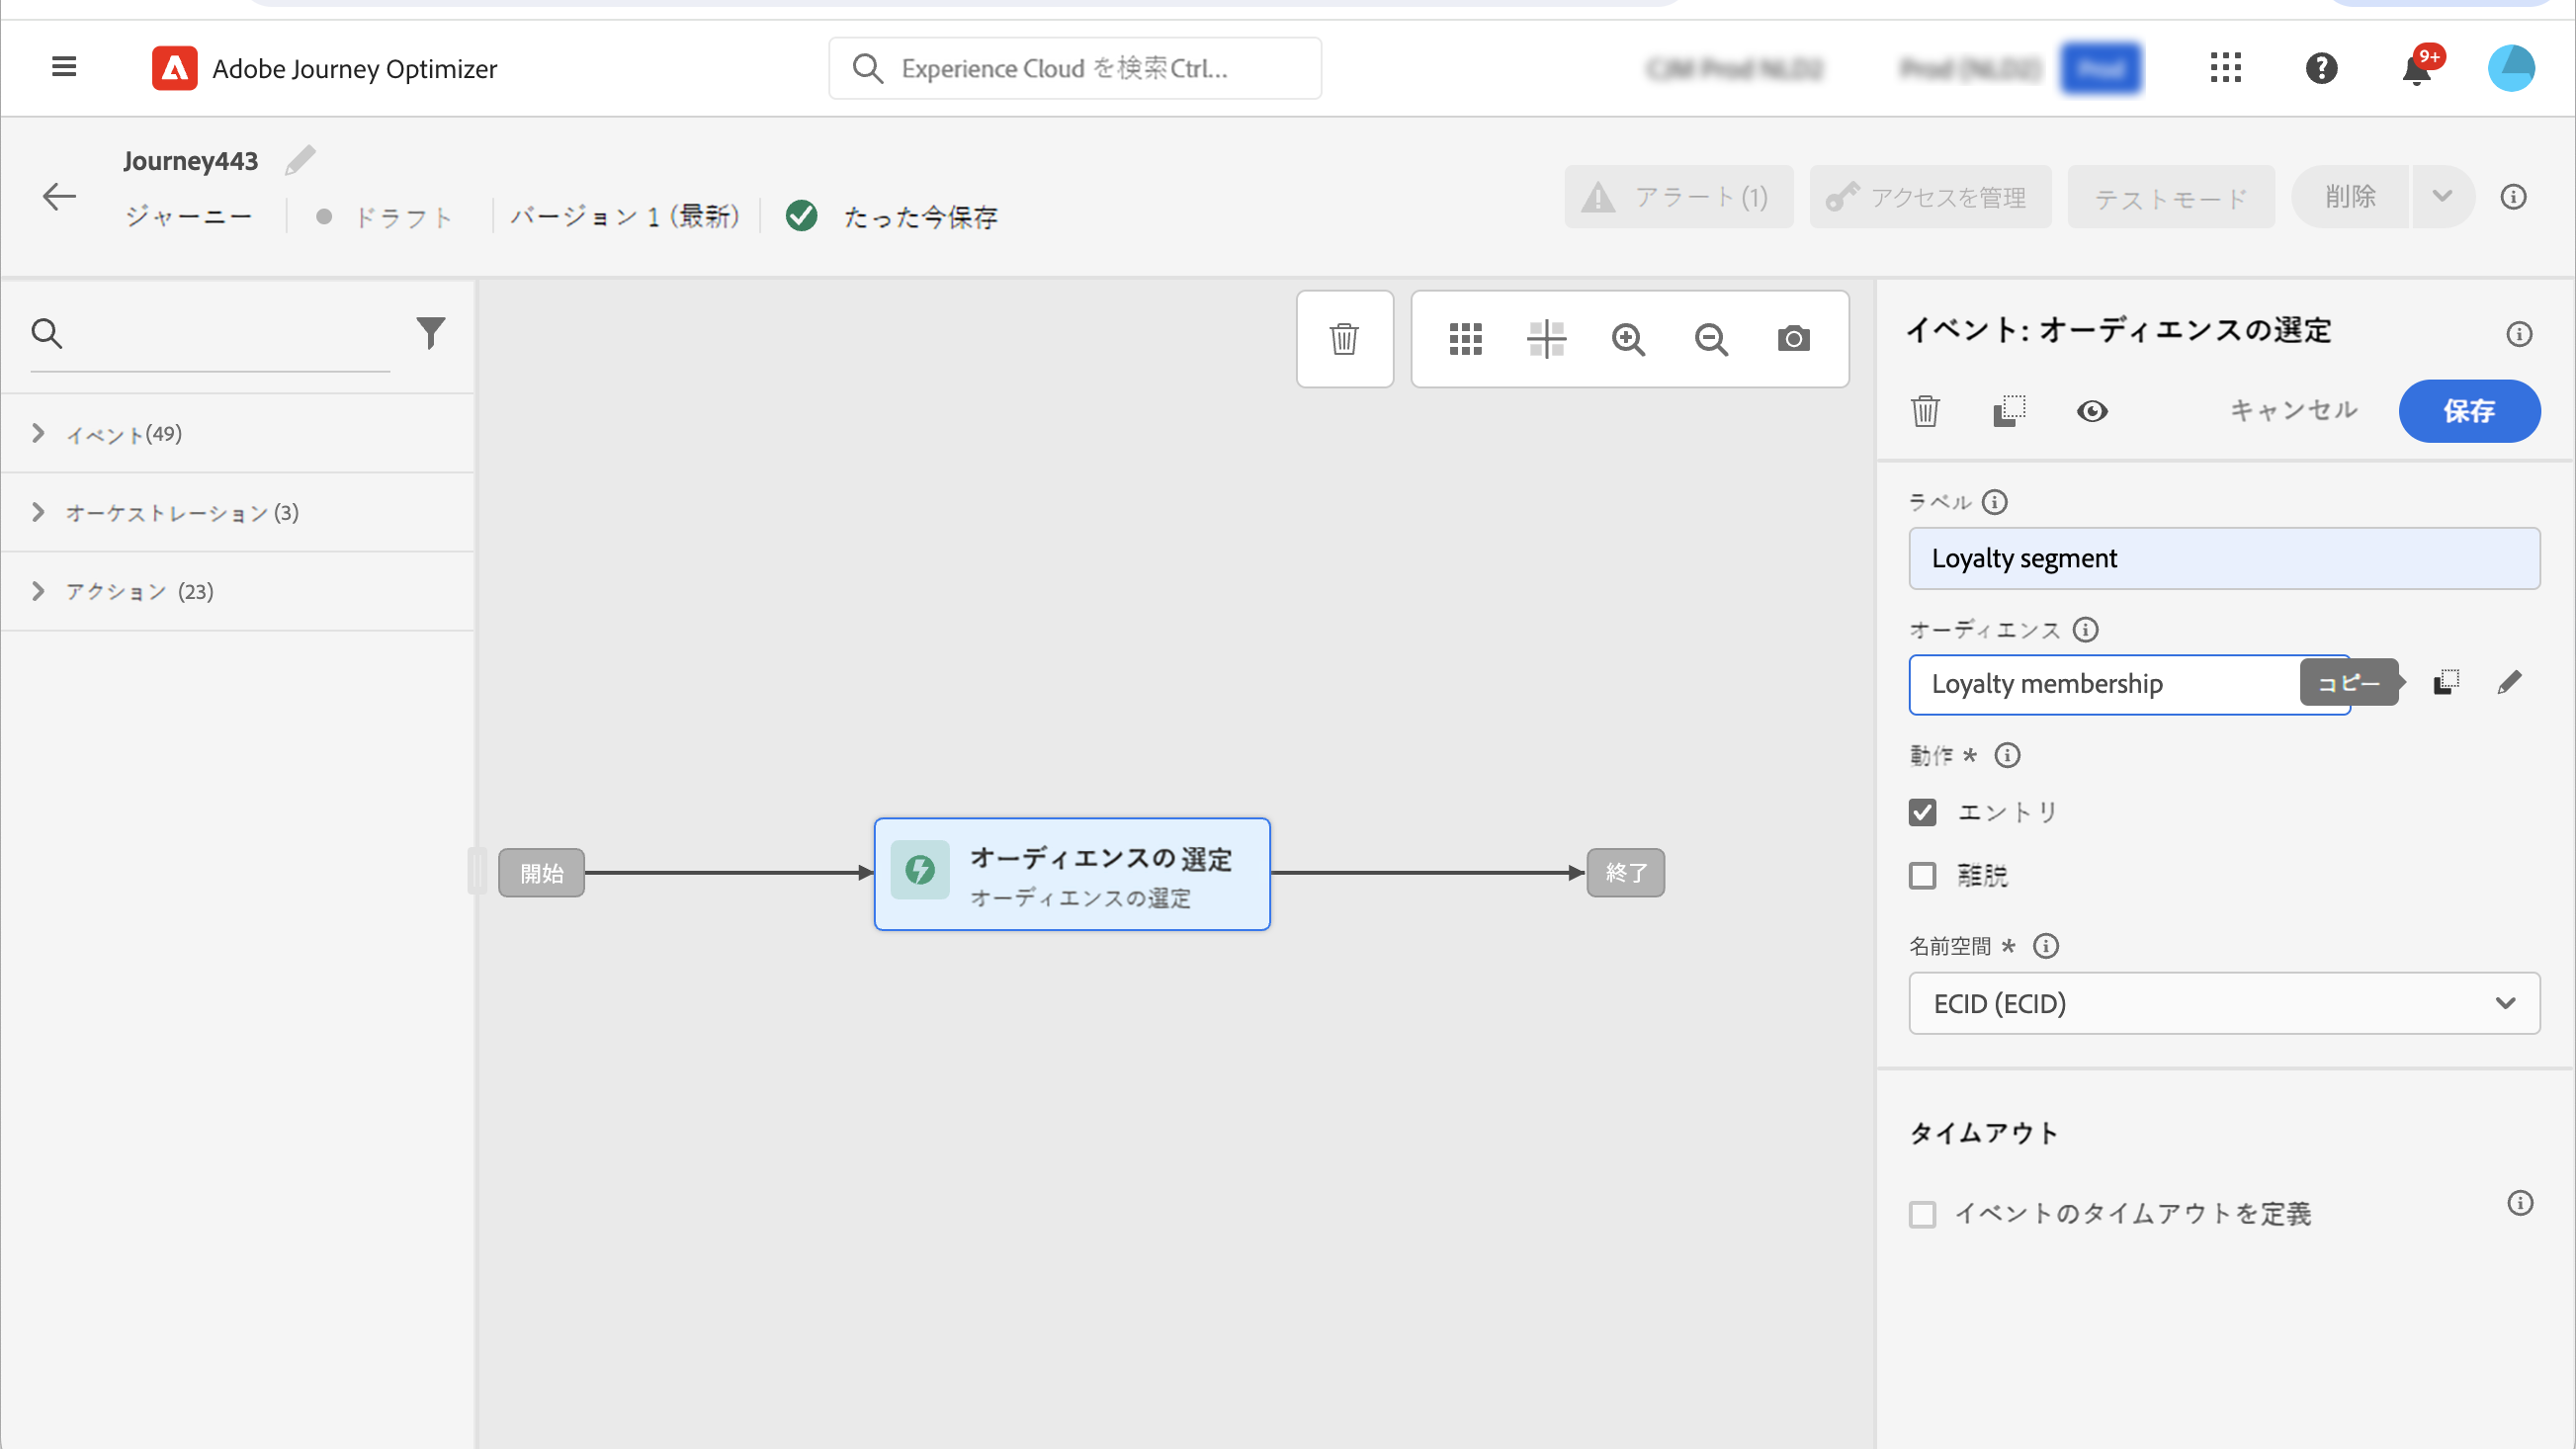 Adobe Journey Optimizer
Experience Cloud を検索Ctrl...
9+
Journey443
ジャーニー
ドラフト
バージョン 1 (最新)
たった今保存
アラート (1)
アクセスを管理
テストモード
削除
イベント(49)
オーケストレーション (3)
アクション (23)
開始
オーディエンスの 選定
オーディエンスの選定
終了
イベント: オーディエンスの選定
キャンセル
保存
ラベル
Loyalty segment
オーディエンス
Loyalty membership
コピー
動作 *
エントリ
離脱
名前空間 *
ECID (ECID)
タイムアウト
イベントのタイムアウトを定義